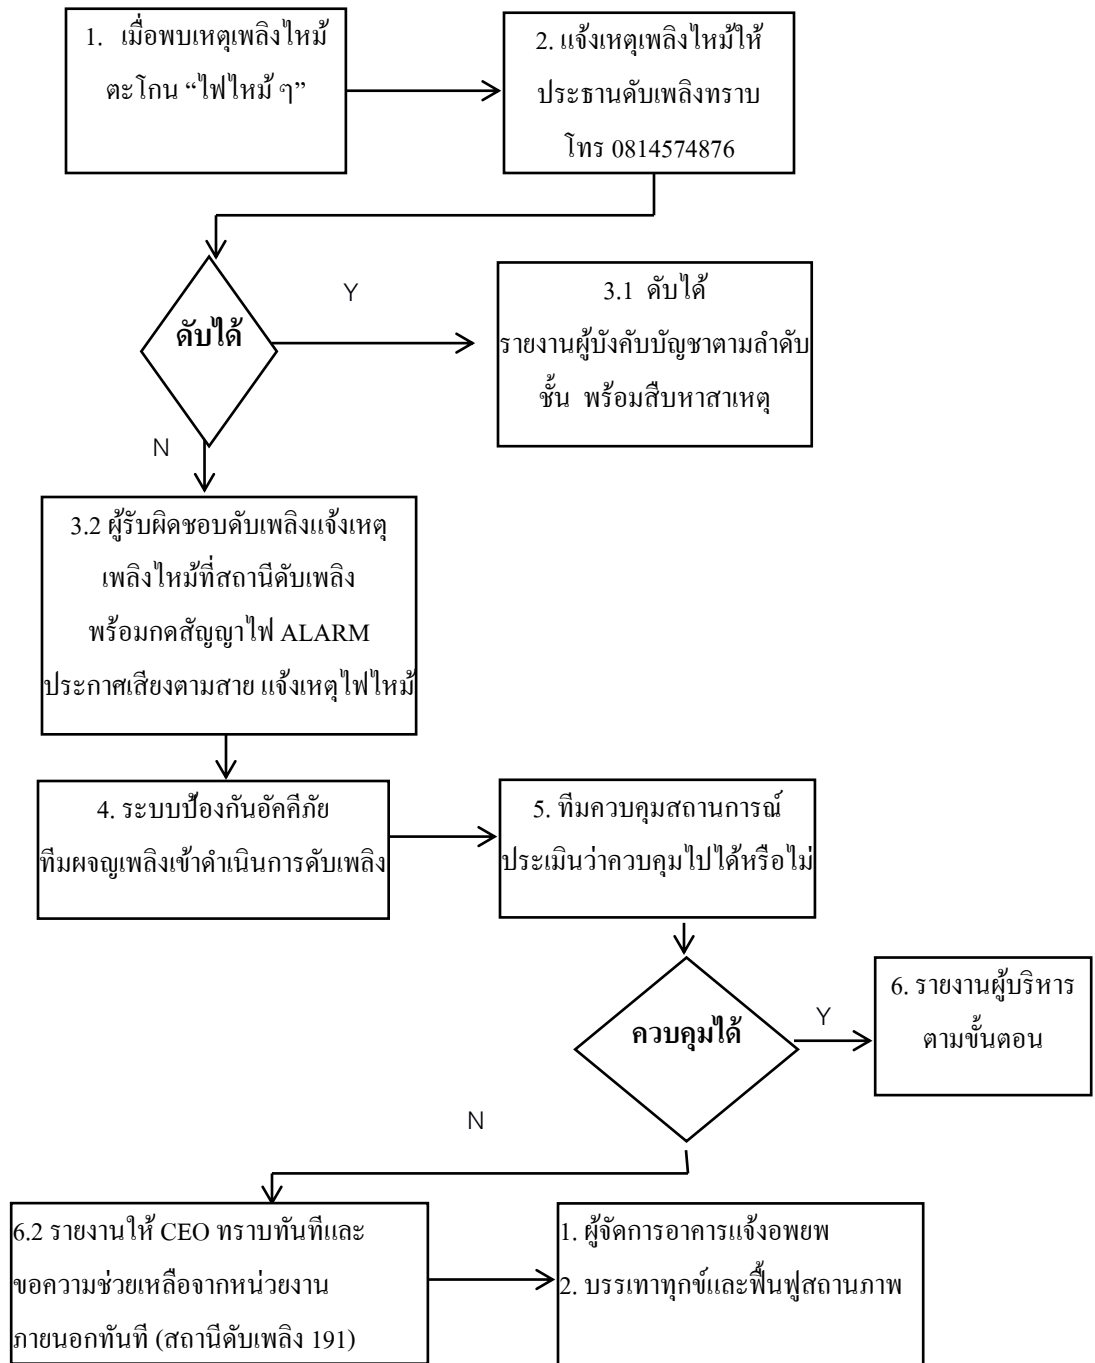 1. เมื่อพบเหตุเพลิงไหม้
ตะโกน “ไฟไหม้ ๆ”
2. แจ้งเหตุเพลิงไหม้ให้
ประธานดับเพลิงทราบ
โทร 0814574876
ดับได้
Y
3.1 ดับได้
รายงานผู้บังคับบัญชาตามลำดับ
ชั้น พร้อมสืบหาสาเหตุ
N
3.2 ผู้รับผิดชอบดับเพลิงแจ้งเหตุ
เพลิงไหม้ที่สถานีดับเพลิง
พร้อมกดสัญญาไฟ ALARM
ประกาศเสียงตามสาย แจ้งเหตุไฟไหม้
4. ระบบป้องกันอัคคีภัย
ทีมผจญเพลิงเข้าดำเนินการดับเพลิง
5. ทีมควบคุมสถานการณ์
ประเมินว่าควบคุมไปได้หรือไม่
ควบคุมได้
Y
6. รายงานผู้บริหาร
ตามขั้นตอน
N
6.2 รายงานให้ CEO ทราบทันทีและ
ขอความช่วยเหลือจากหน่วยงาน
ภายนอกทันที (สถานีดับเพลิง 191)
1. ผู้จัดการอาคารแจ้งอพยพ
2. บรรเทาทุกข์และฟื้นฟูสถานภาพ